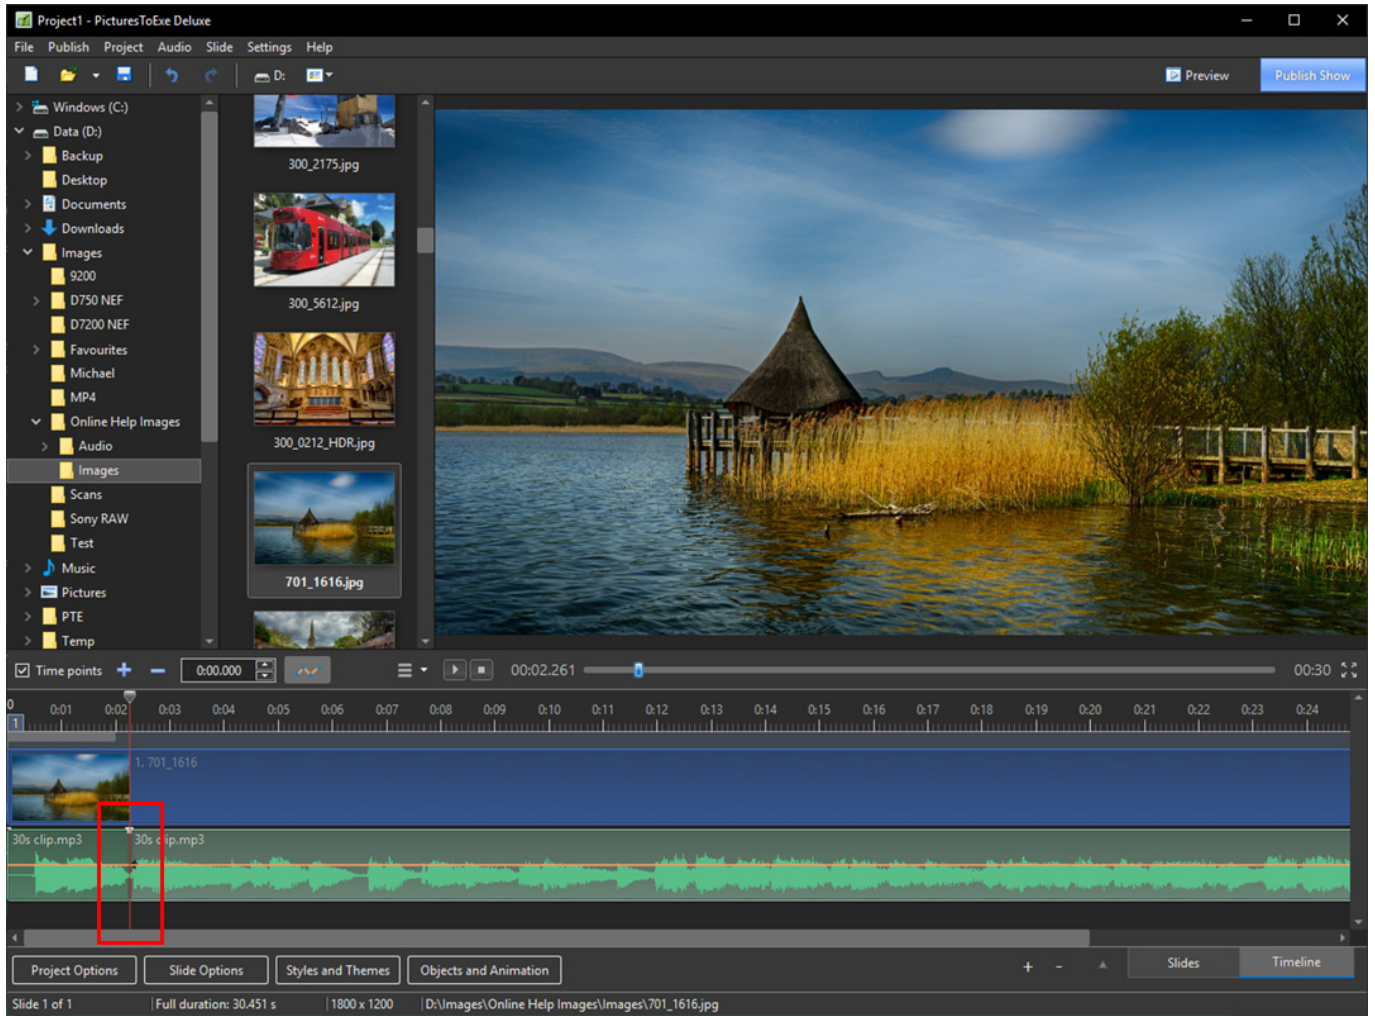 Project1 - PicturesToExe Deluxe
File Publish Project Audio Slide Settings Help
D: Preview Publish Show
Windows (C:)
Data (D:)
Backup
Desktop
Documents
Downloads
Images
9200
D750 NEF
D7200 NEF
Favourites
Michael
MP4
Online Help Images
Audio
Images
Scans
Sony RAW
Test
Music
Pictures
PTE
Temp
300_2175.jpg
300_5612.jpg
300_0212_HDR.jpg
701_1616.jpg
Time points 0:00.000 00:02.261 00:30
0 0:01 0:02 0:03 0:04 0:05 0:06 0:07 0:08 0:09 0:10 0:11 0:12 0:13 0:14 0:15 0:16 0:17 0:18 0:19 0:20 0:21 0:22 0:23 0:24
1
1. 701_1616
30s clip.mp3 30s clip.mp3
Project Options Slide Options Styles and Themes Objects and Animation + - Slides Timeline
Slide 1 of 1 Full duration: 30.451 s 1800 x 1200 D:\Images\Online Help Images\Images\701_1616.jpg